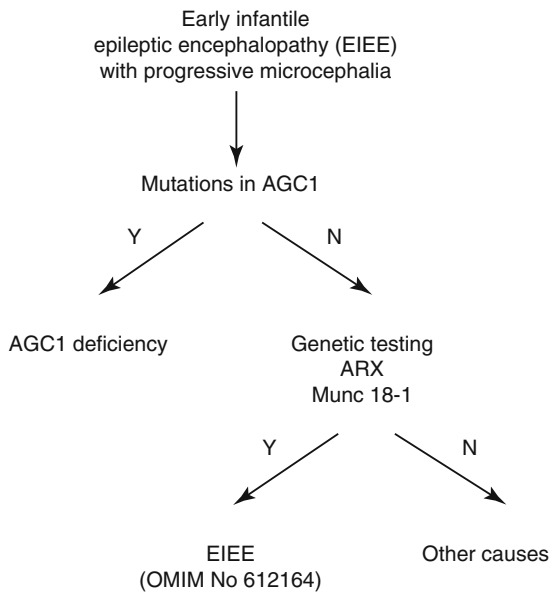 Early infantile
epileptic encephalopathy (EIEE)
with progressive microcephalia
Mutations in AGC1
Y
N
AGC1 deficiency
Genetic testing
ARX
Munc 18-1
Y
N
EIEE
(OMIM No 612164)
Other causes